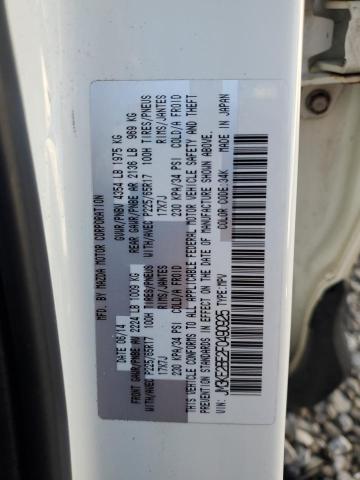 MFD. BY MAZDA MOTOR CORPORATION
DATE 06/14 GVWR/PNBV 4354 LB 1975 KG
FRONT GAWR/PNBE AV 2224 LB 1009 KG REAR GAWR/PNBE AR 2136 LB 969 KG
WITH/AVEC P225/65R17 100H TIRES/PNEUS WITH/AVEC P225/65R17 100H TIRES/PNEUS
17X7J RIMS/JANTES 17X7J RIMS/JANTES
230 KPA/34 PSI COLD/A FROID 230 KPA/34 PSI COLD/A FROID
THIS VEHICLE CONFORMS TO ALL APPLICABLE FEDERAL MOTOR VEHICLE SAFETY AND THEFT
PREVENTION STANDARDS IN EFFECT ON THE DATE OF MANUFACTURE SHOWN ABOVE.
VIN: JM3KE2BE2F0490925 TYPE:MPV COLOR CODE:34K MADE IN JAPAN